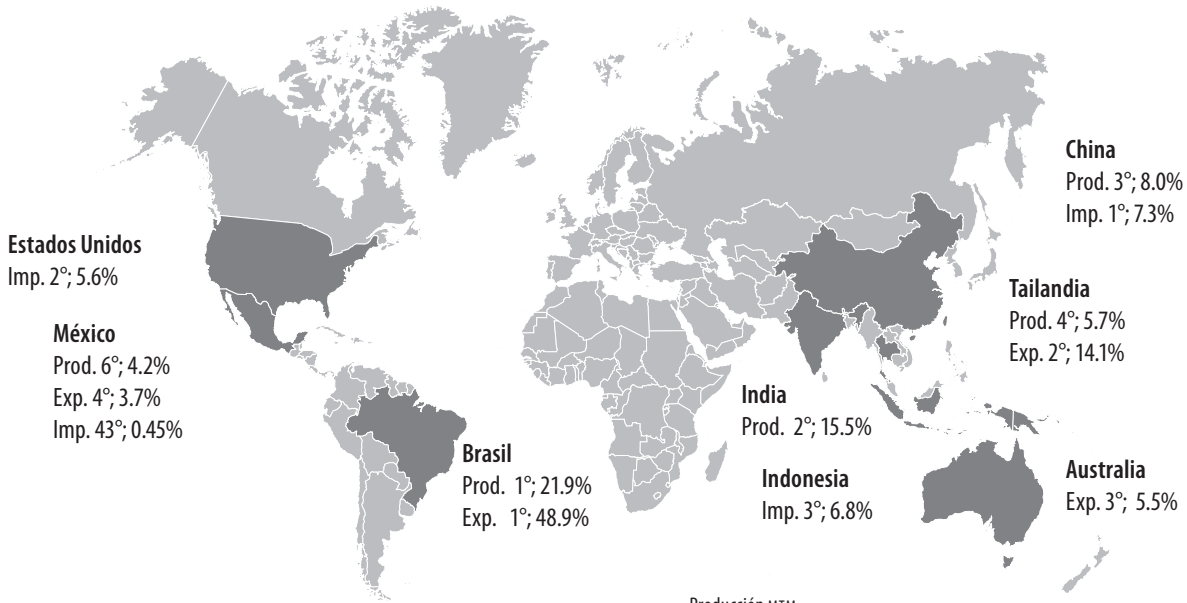 Estados Unidos
Imp. 2°; 5.6%
México
Prod. 6°; 4.2%
Exp. 4°; 3.7%
Imp. 43°; 0.45%
Brasil
Prod. 1°; 21.9%
Exp. 1°; 48.9%
India
Prod. 2°; 15.5%
Indonesia
Imp. 3°; 6.8%
China
Prod. 3°; 8.0%
Imp. 1°; 7.3%
Tailandia
Prod. 4°; 5.7%
Exp. 2°; 14.1%
Australia
Exp. 3°; 5.5%
Producción MTM